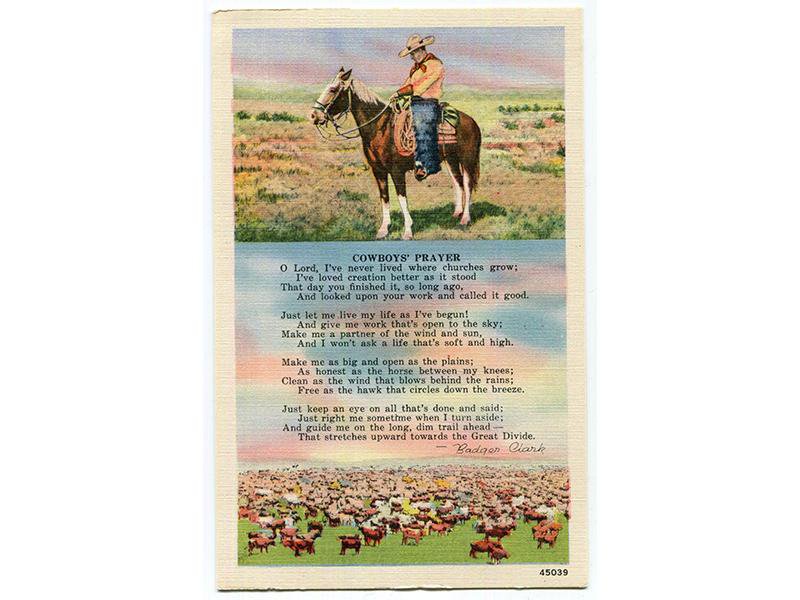 COWBOYS' PRAYER
O Lord, I've never lived where churches grow;
I've loved creation better as it stood
That day you finished it, so long ago,
And looked upon your work and called it good.
Just let me live my life as I've begun!
And give me work that's open to the sky;
Make me a partner of the wind and sun,
And I won't ask a life that's soft and high.
Make me as big and open as the plains;
As honest as the horse between my knees;
Clean as the wind that blows behind the rains;
Free as the hawk that circles down the breeze.
Just keep an eye on all that's done and said;
Just right me sometime when I turn aside;
And guide me on the long, dim trail ahead —
That stretches upward towards the Great Divide.
— Badger Clark
45039